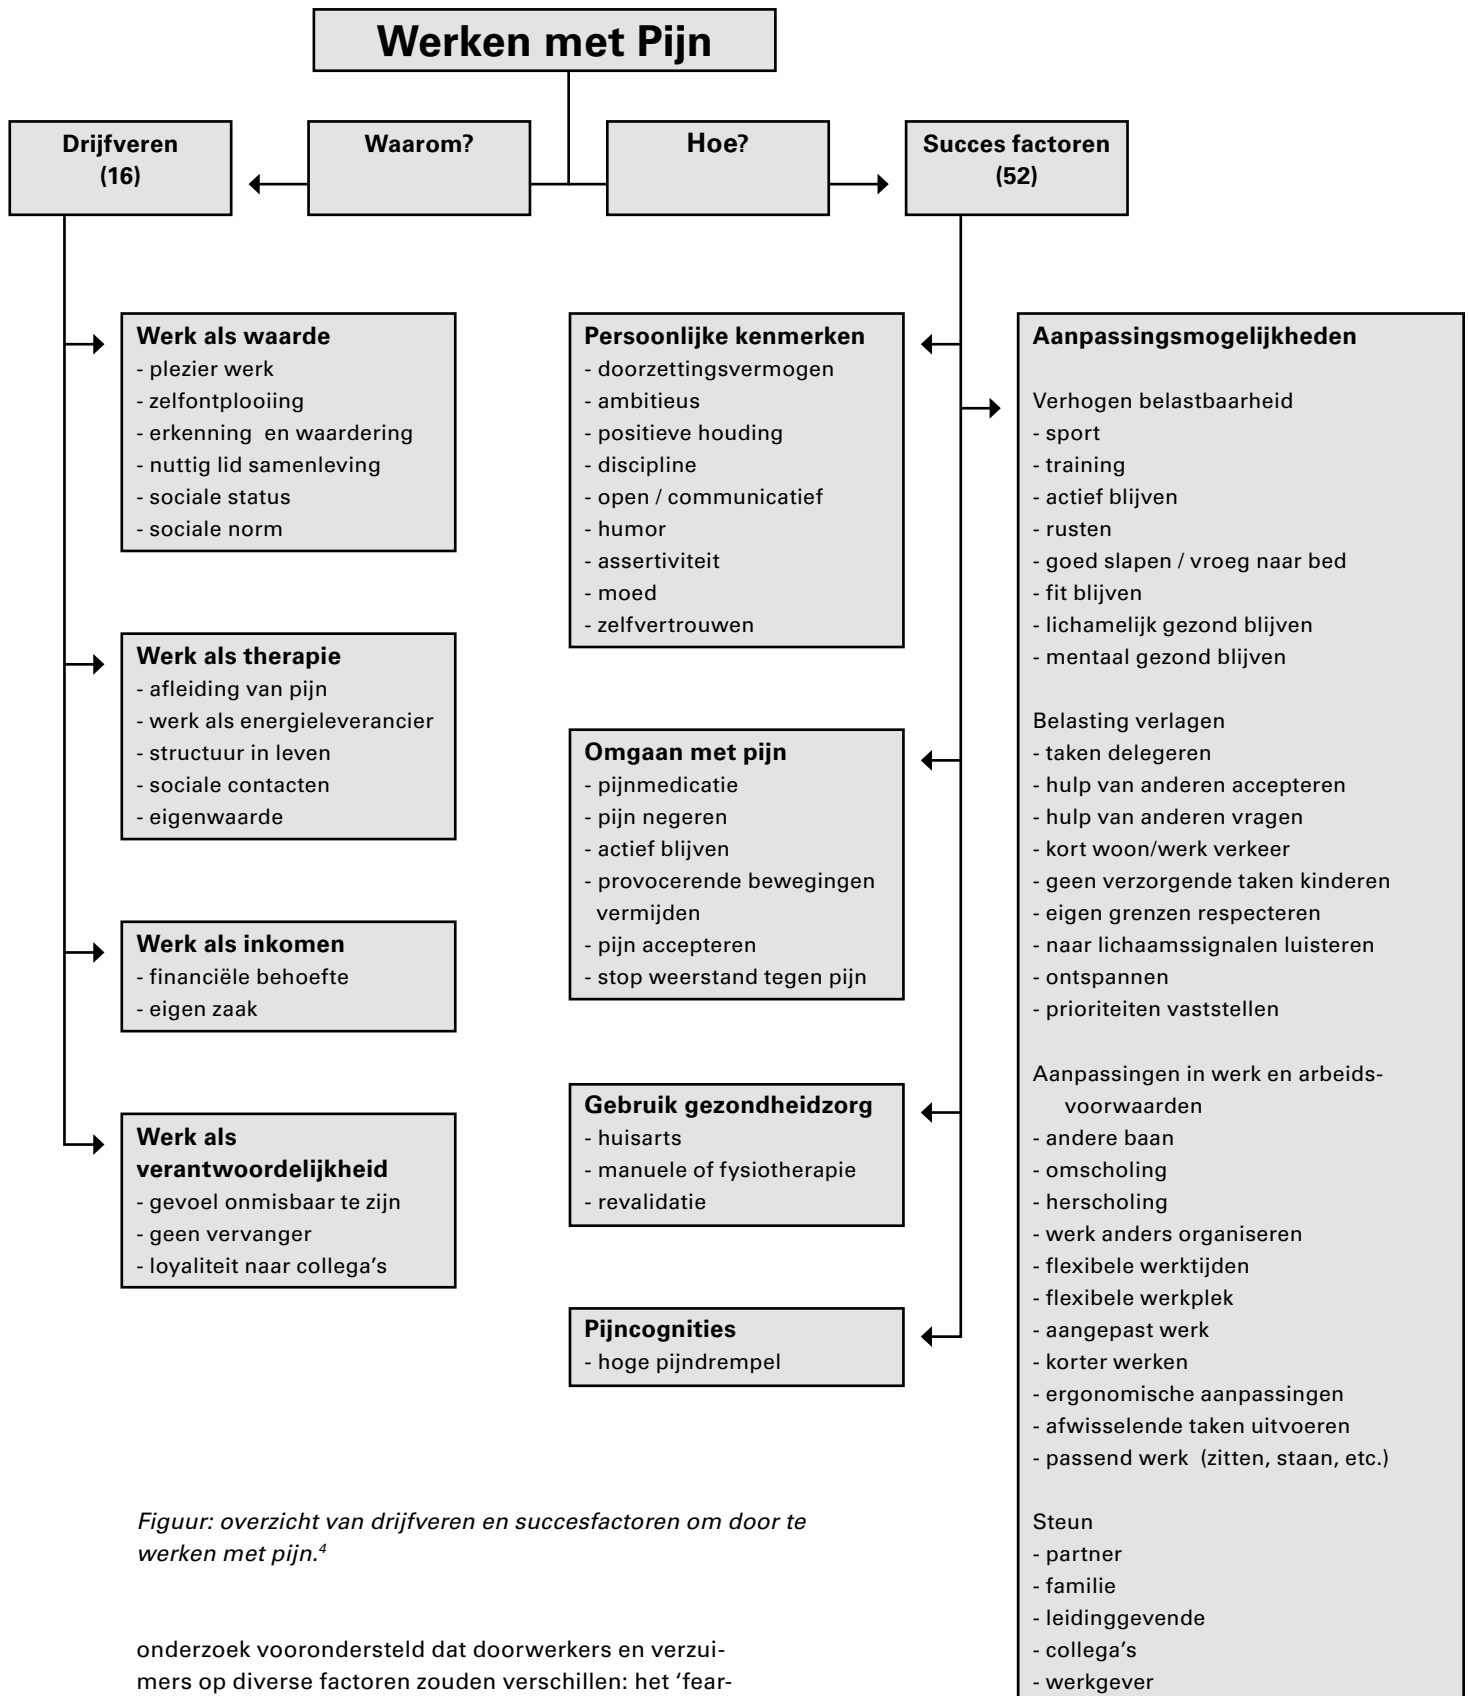 Werken met Pijn
Drijfveren
(16)
Waarom?
Hoe?
Succes factoren
(52)
Werk als waarde
- plezier werk
- zelfontplooiing
- erkenning en waardering
- nuttig lid samenleving
- sociale status
- sociale norm
Werk als therapie
- afleiding van pijn
- werk als energieleverancier
- structuur in leven
- sociale contacten
- eigenwaarde
Werk als inkomen
- financiële behoefte
- eigen zaak
Werk als
verantwoordelijkheid
- gevoel onmisbaar te zijn
- geen vervanger
- loyaliteit naar collega's
Persoonlijke kenmerken
- doorzettingsvermogen
- ambitieus
- positieve houding
- discipline
- open / communicatief
- humor
- assertiviteit
- moed
- zelfvertrouwen
Omgaan met pijn
- pijnmedicatie
- pijn negeren
- actief blijven
- provocerende bewegingen
vermijden
- pijn accepteren
- stop weerstand tegen pijn
Gebruik gezondheidzorg
- huisarts
- manuele of fysiotherapie
- revalidatie
Pijncognities
- hoge pijndrempel
Aanpassingsmogelijkheden
Verhogen belastbaarheid
- sport
- training
- actief blijven
- rusten
- goed slapen / vroeg naar bed
- fit blijven
- lichamelijk gezond blijven
- mentaal gezond blijven
Belasting verlagen
- taken delegeren
- hulp van anderen accepteren
- hulp van anderen vragen
- kort woon/werk verkeer
- geen verzorgende taken kinderen
- eigen grenzen respecteren
- naar lichaamssignalen luisteren
- ontspannen
- prioriteiten vaststellen
Aanpassingen in werk en arbeids-
voorwaarden
- andere baan
- omscholing
- herscholing
- werk anders organiseren
- flexibele werktijden
- flexibele werkplek
- aangepast werk
- korter werken
- ergonomische aanpassingen
- afwisselende taken uitvoeren
- passend werk (zitten, staan, etc.)
Steun
- partner
- familie
- leidinggevende
- collega's
- werkgever
Figuur: overzicht van drijfveren en succesfactoren om door te
werken met pijn.⁴
onderzoek voorondersteld dat doorwerkers en verzui-
mers op diverse factoren zouden verschillen: het ‘fear-